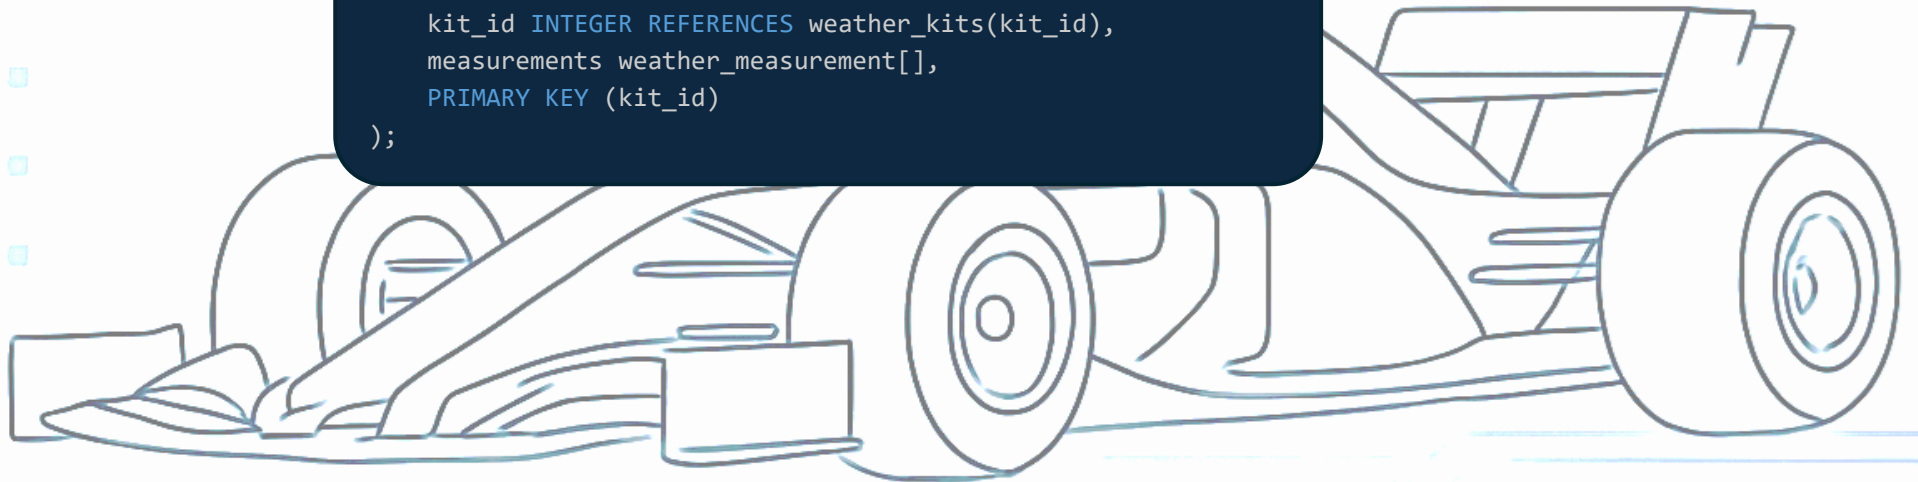 kit_id INTEGER REFERENCES weather_kits(kit_id),
measurements weather_measurement[],
PRIMARY KEY (kit_id)
);